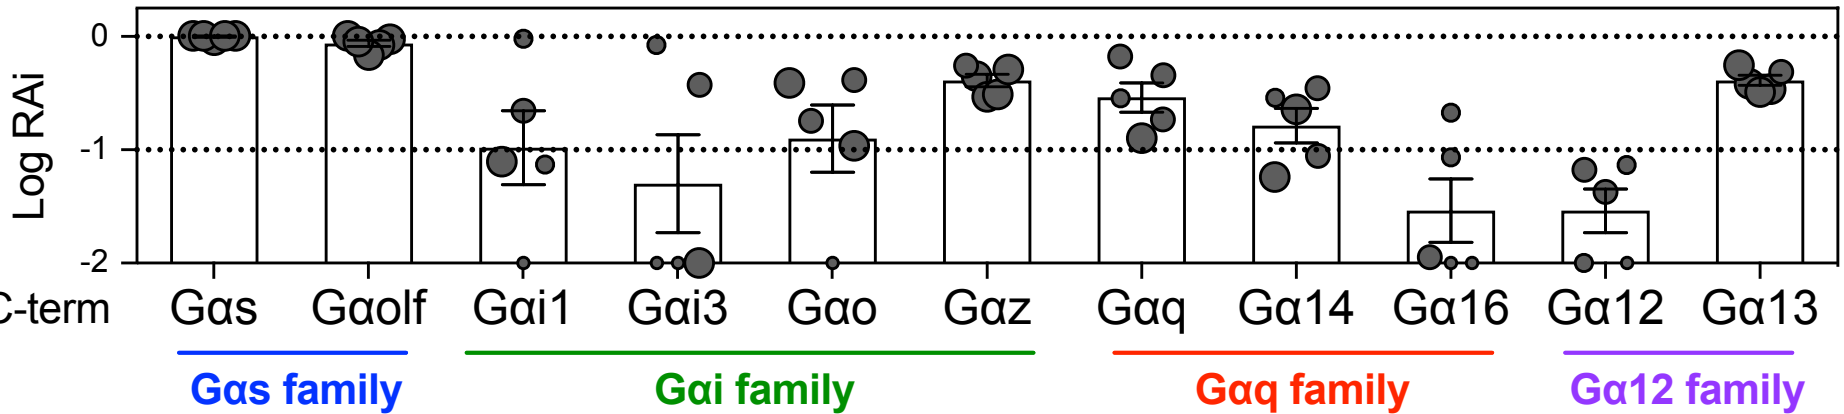 Log RAi
0
-1
-2
C-term Gαs Gαolf Gαi1 Gαi3 Gαo Gαz Gαq Gα14 Gα16 Gα12 Gα13
Gαs family Gαi family Gαq family Gα12 family